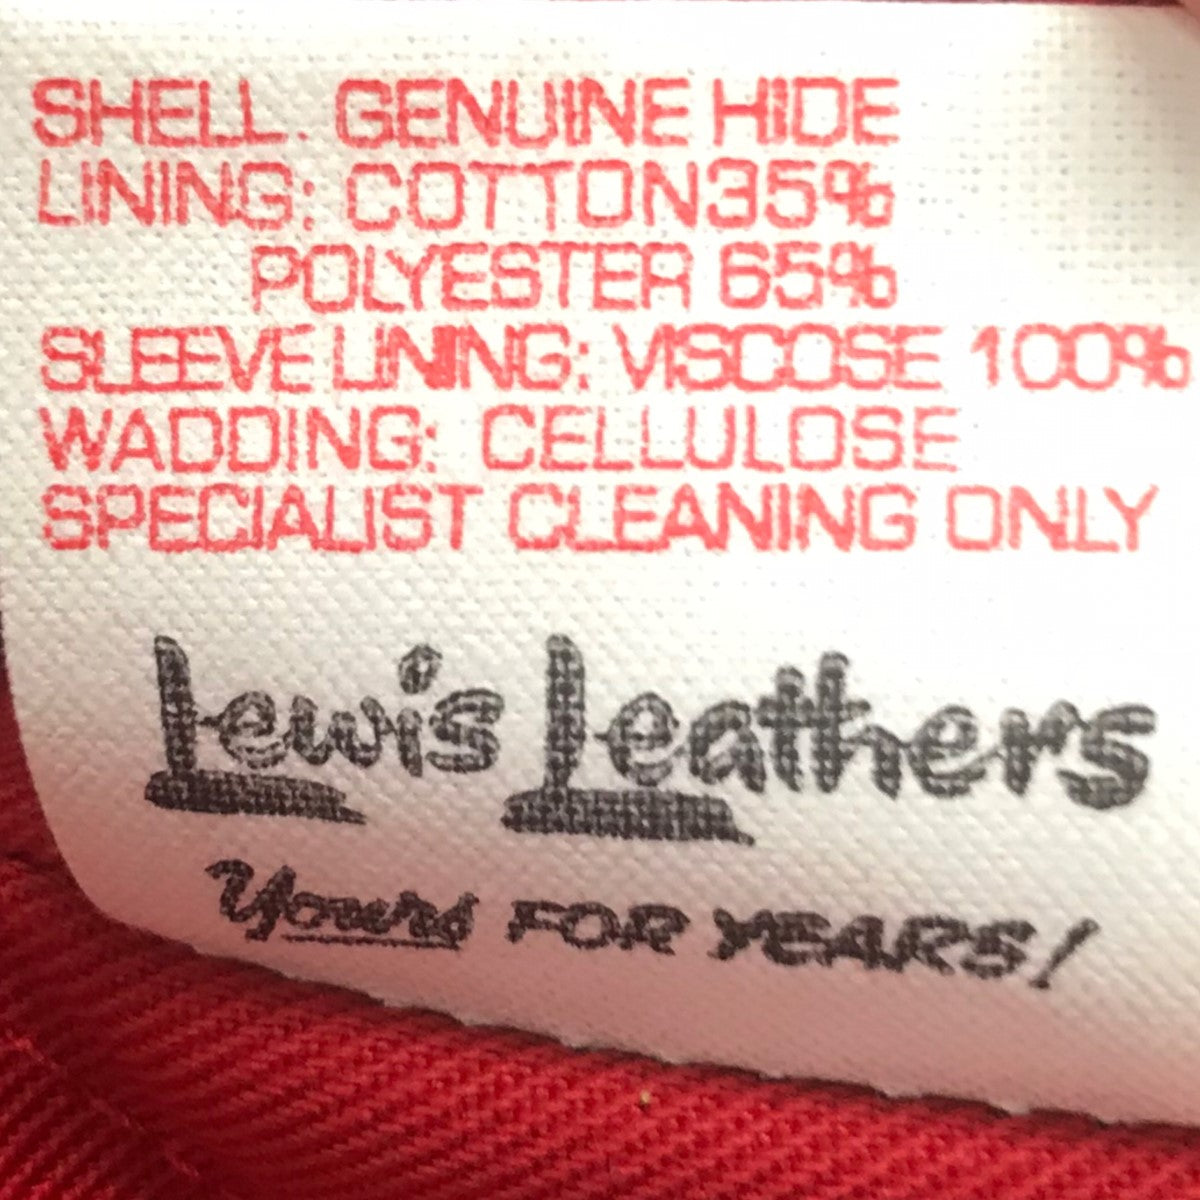 SHELL. GENUINE HIDE
LINING: COTTON35%
POLYESTER 65%
SLEEVE LINING: VISCOSE 100%
WADDING: CELLULOSE
SPECIALIST CLEANING ONLY
Lewis Leathers
Yours FOR YEARS!